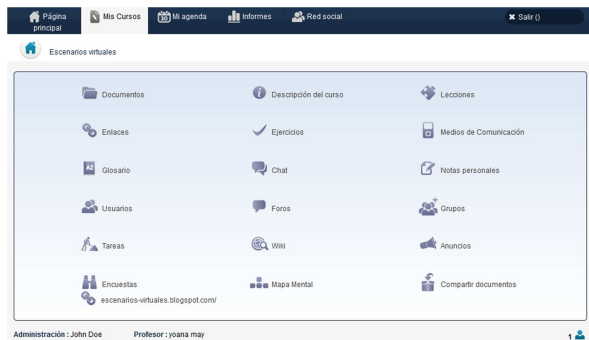 Página principal
Mis Cursos
30
Mi agenda
Informes
Red social
Salir ()
Escenarios virtuales
Documentos
Descripción del curso
Lecciones
Enlaces
Ejercicios
Medios de Comunicación
AZ
Glosario
Chat
Notas personales
Usuarios
Foros
Grupos
Tareas
Wiki
Anuncios
Encuestas
Mapa Mental
Compartir documentos
escenarios-virtuales.blogspot.com/
Administración : John Doe
Profesor : yoana may
1